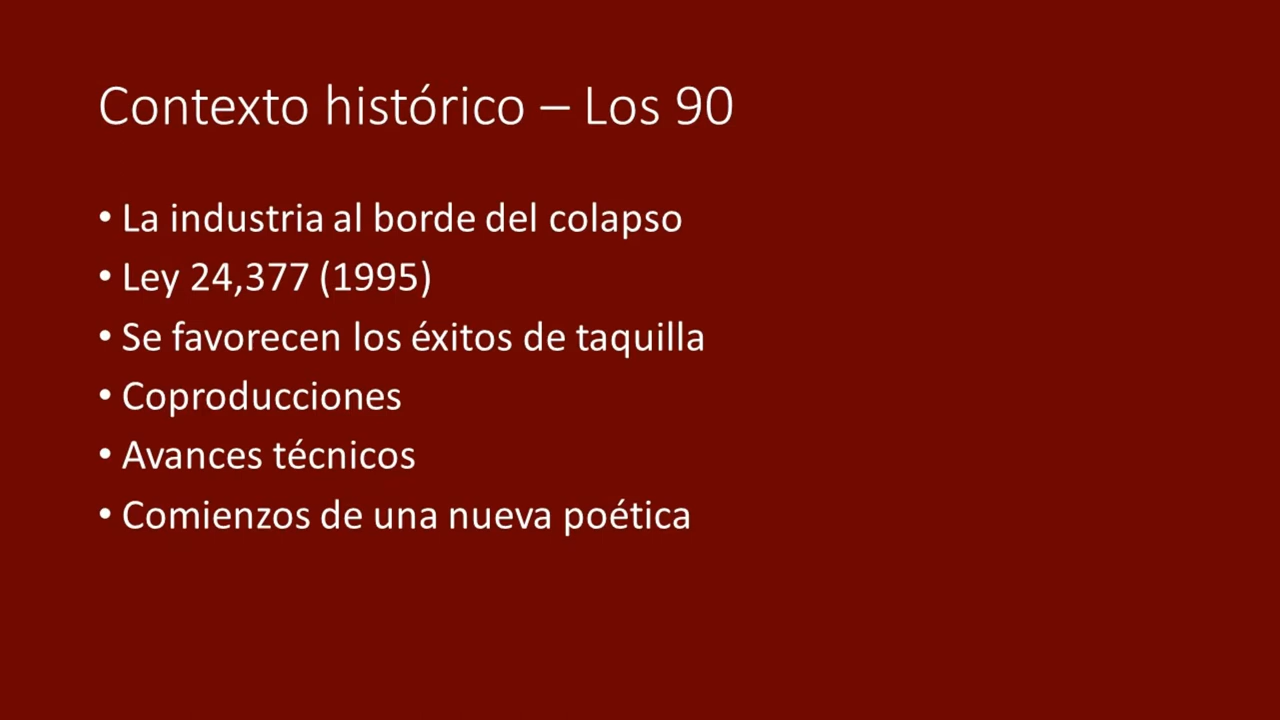 Contexto histórico – Los 90
• La industria al borde del colapso
• Ley 24,377 (1995)
• Se favorecen los éxitos de taquilla
• Coproducciones
• Avances técnicos
• Comienzos de una nueva poética